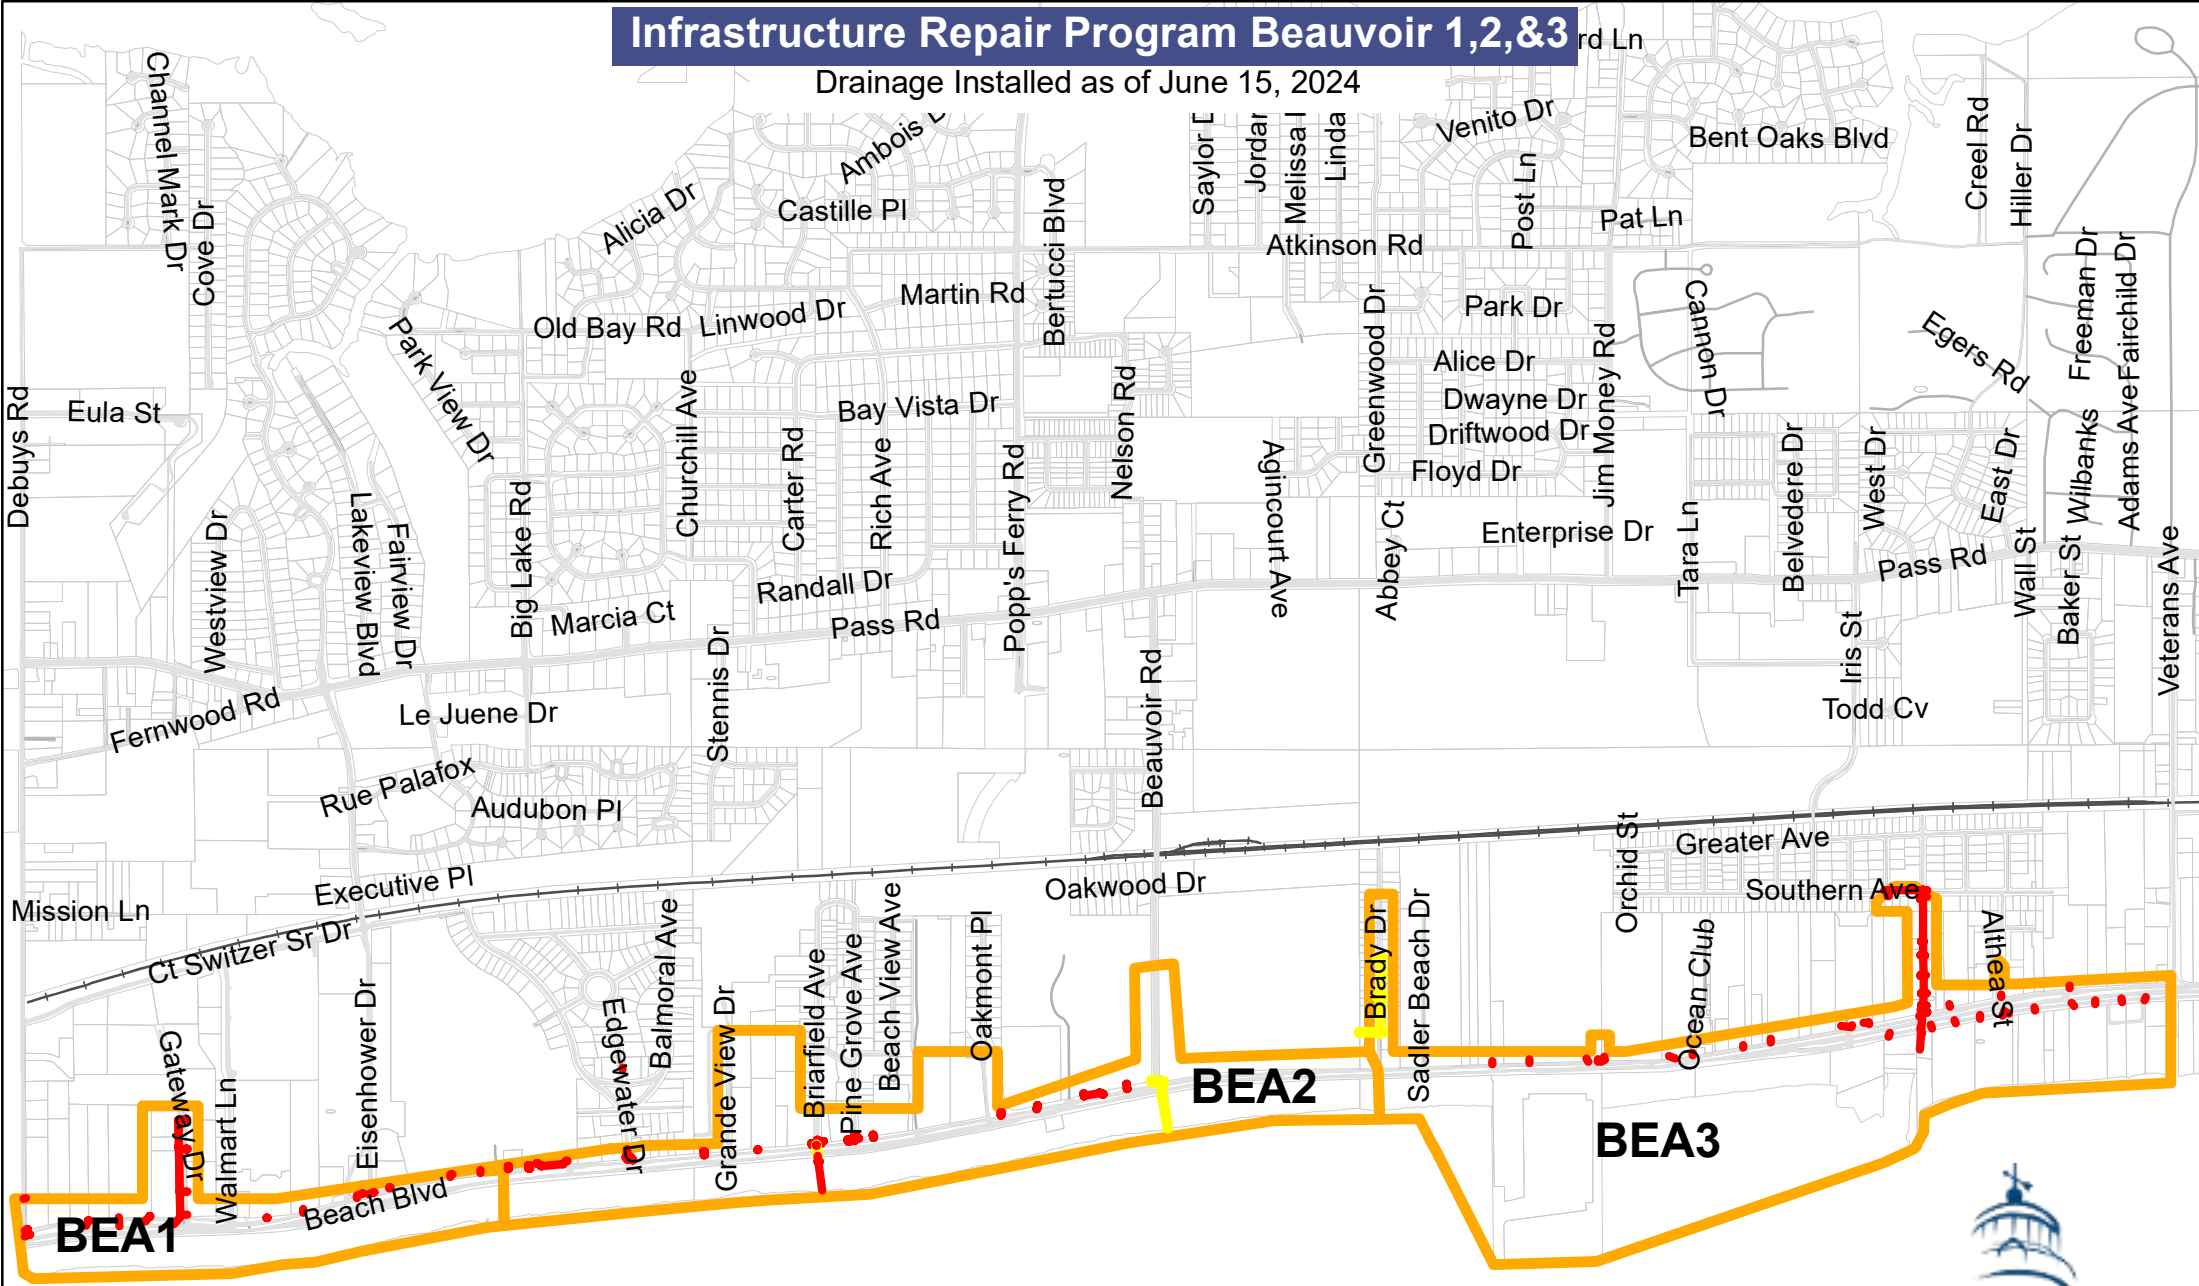 Infrastructure Repair Program Beauvoir 1,2,&3
rd Ln
Drainage Installed as of June 15, 2024
Channel Mark Dr
Cove Dr
Alicia Dr
Ambois D
Castille Pl
Bertucci Blvd
Saylor
Jordan
Melissa
Linda
Venito Dr
Post Ln
Pat Ln
Bent Oaks Blvd
Creel Rd
Hiller Dr
Atkinson Rd
Martin Rd
Old Bay Rd
Linwood Dr
Park View Dr
Greenwood Dr
Park Dr
Alice Dr
Dwayne Dr
Driftwood Dr
Floyd Dr
Jim Money Rd
Cannon Dr
Egers Rd
Freeman Dr
Fairchild Dr
Wilbanks
Adams Ave
Debuys Rd
Eula St
Churchill Ave
Bay Vista Dr
Carter Rd
Rich Ave
Popp's Ferry Rd
Nelson Rd
Agincourt Ave
Abbey Ct
Enterprise Dr
Tara Ln
Belvedere Dr
West Dr
East Dr
Wall St
Baker St
Veterans Ave
Pass Rd
Westview Dr
Lakeview Blvd
Fairview Dr
Big Lake Rd
Marcia Ct
Randall Dr
Pass Rd
Stennis Dr
Beauvoir Rd
Iris St
Todd Cv
Fernwood Rd
Le Juene Dr
Rue Palafox
Audubon Pl
Executive Pl
Mission Ln
Ct Switzer Sr Dr
Oakwood Dr
Orchid St
Greater Ave
Southern Ave
Althea St
Ocean Club
Brady Dr
Sadler Beach Dr
Oakmont Pl
Beach View Ave
Pine Grove Ave
Briarfield Ave
Grande View Dr
Balmoral Ave
Edgewater Dr
Eisenhower Dr
Gateway Dr
Walmart Ln
Beach Blvd
BEA1
BEA2
BEA3